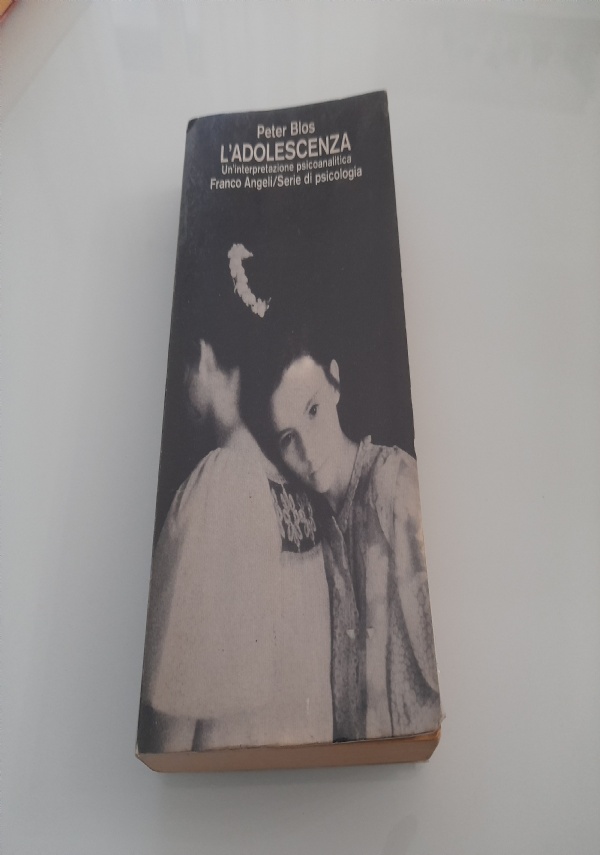 Peter Blos
L'ADOLESCENZA
Un'interpretazione psicoanalitica
Franco Angeli/Serie di psicologia